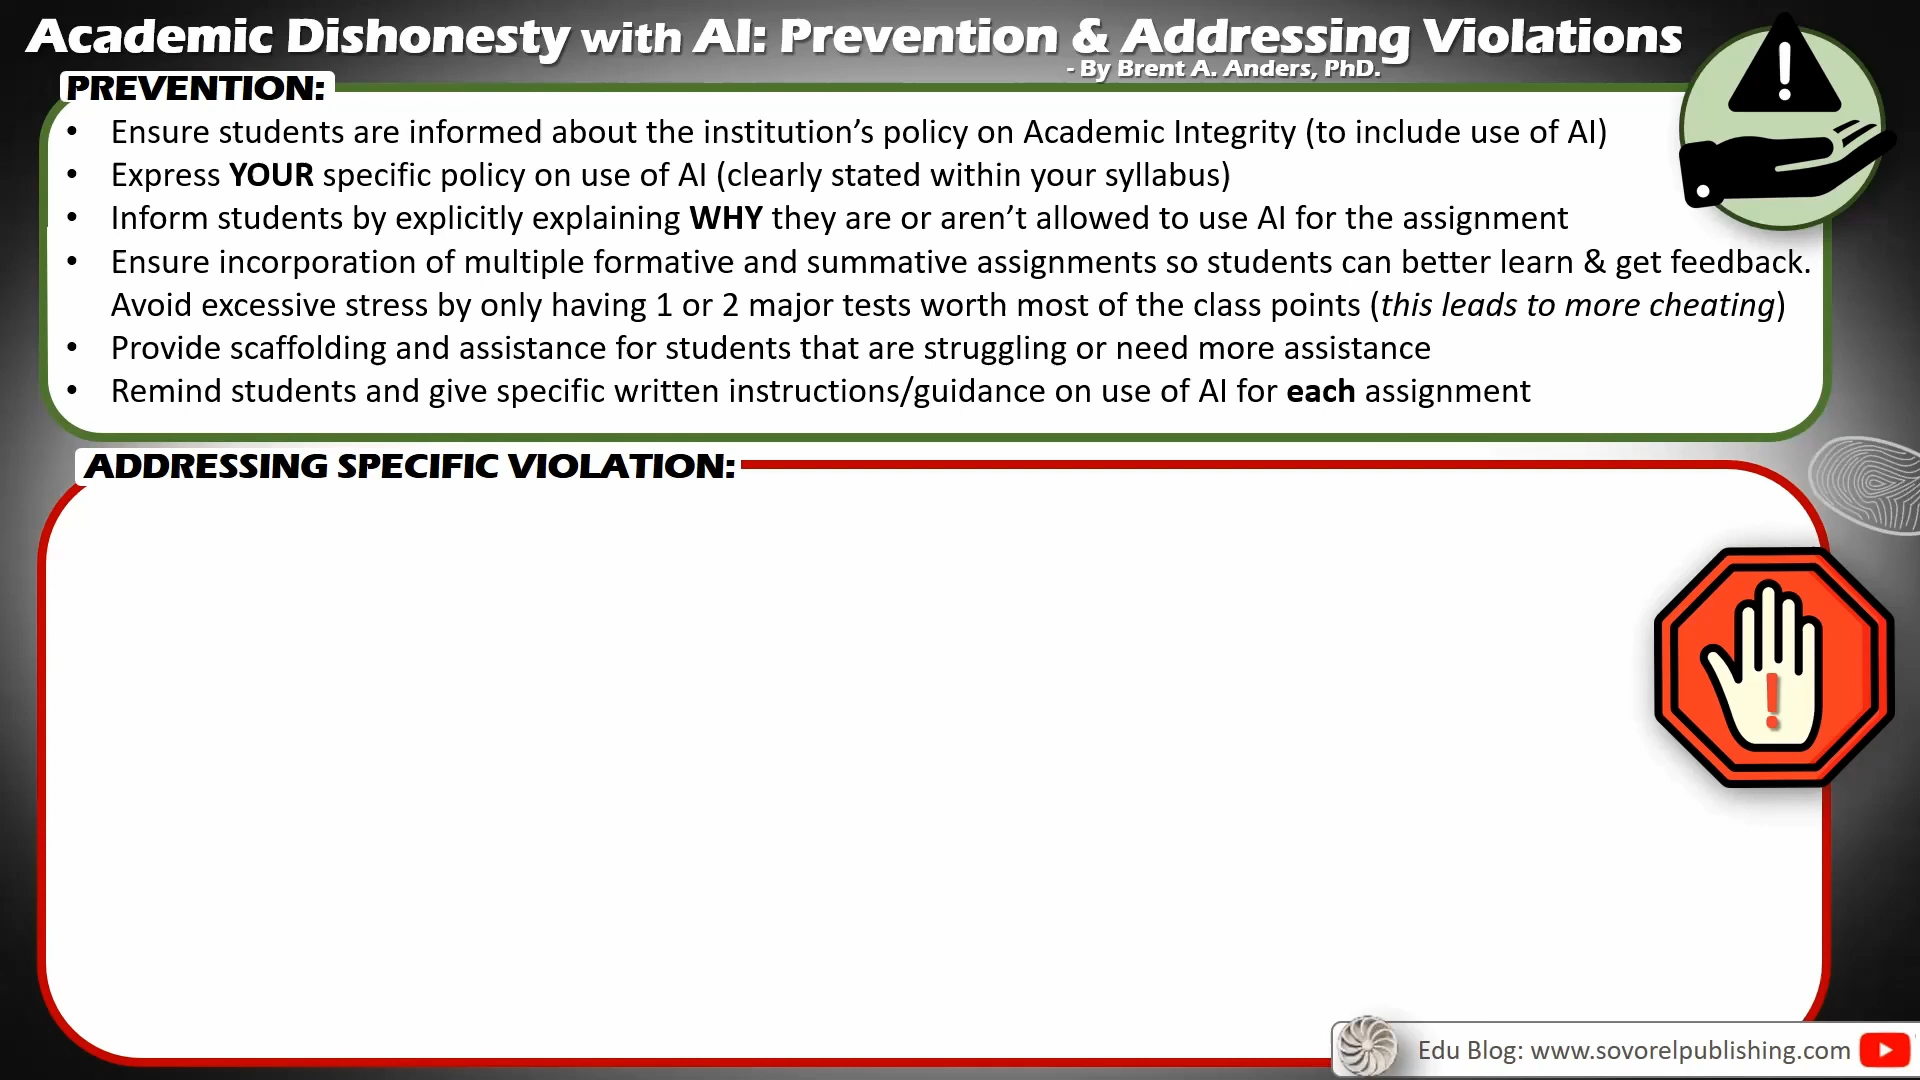 Academic Dishonesty with AI: Prevention & Addressing Violations
- By Brent A. Anders, PhD.
PREVENTION:
• Ensure students are informed about the institution’s policy on Academic Integrity (to include use of AI)
• Express YOUR specific policy on use of AI (clearly stated within your syllabus)
• Inform students by explicitly explaining WHY they are or aren’t allowed to use AI for the assignment
• Ensure incorporation of multiple formative and summative assignments so students can better learn & get feedback.
Avoid excessive stress by only having 1 or 2 major tests worth most of the class points (this leads to more cheating)
• Provide scaffolding and assistance for students that are struggling or need more assistance
• Remind students and give specific written instructions/guidance on use of AI for each assignment
ADDRESSING SPECIFIC VIOLATION:
Edu Blog: www.sovorelpublishing.com